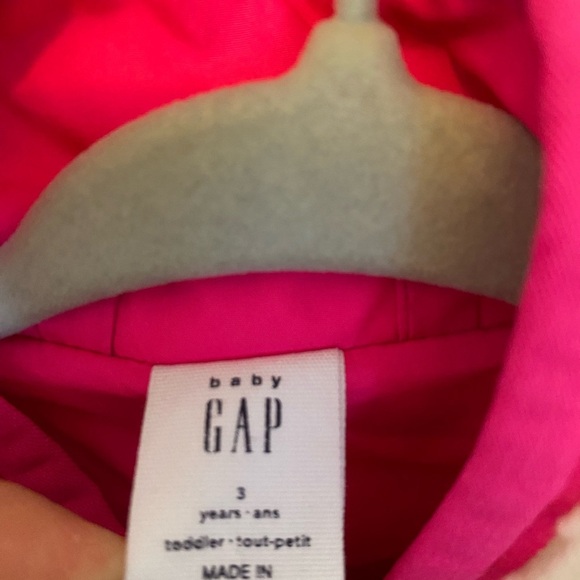 baby
GAP
3
years·ans
toddler·tout-petit
MADE IN